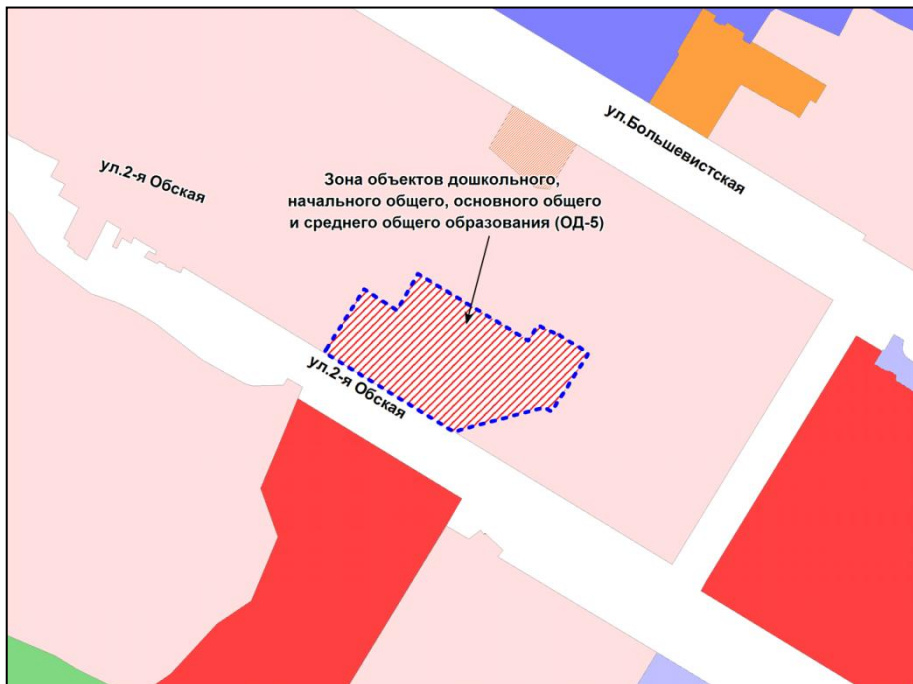 ул.Большевистская
ул.2-я Обская
Зона объектов дошкольного,
начального общего, основного общего
и среднего общего образования (ОД-5)
ул.2-я Обская